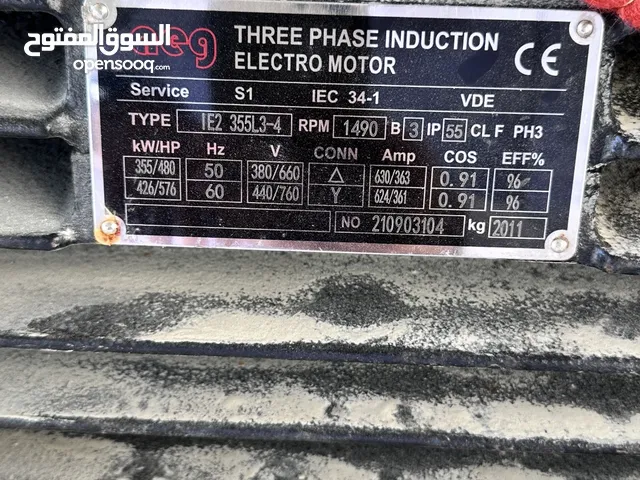 السوق المفتوح
opensooq.com
aeg
THREE PHASE INDUCTION
ELECTRO MOTOR
CE
Service S1 IEC 34-1 VDE
TYPE IE2 355L3-4 RPM 1490 B 3 IP 55 CL F PH3
kW/HP Hz V CONN Amp COS EFF%
355/480 50 380/660 △ 630/363 0.91 96
426/576 60 440/760 Y 624/361 0.91 96
NO 210903104 kg 2011